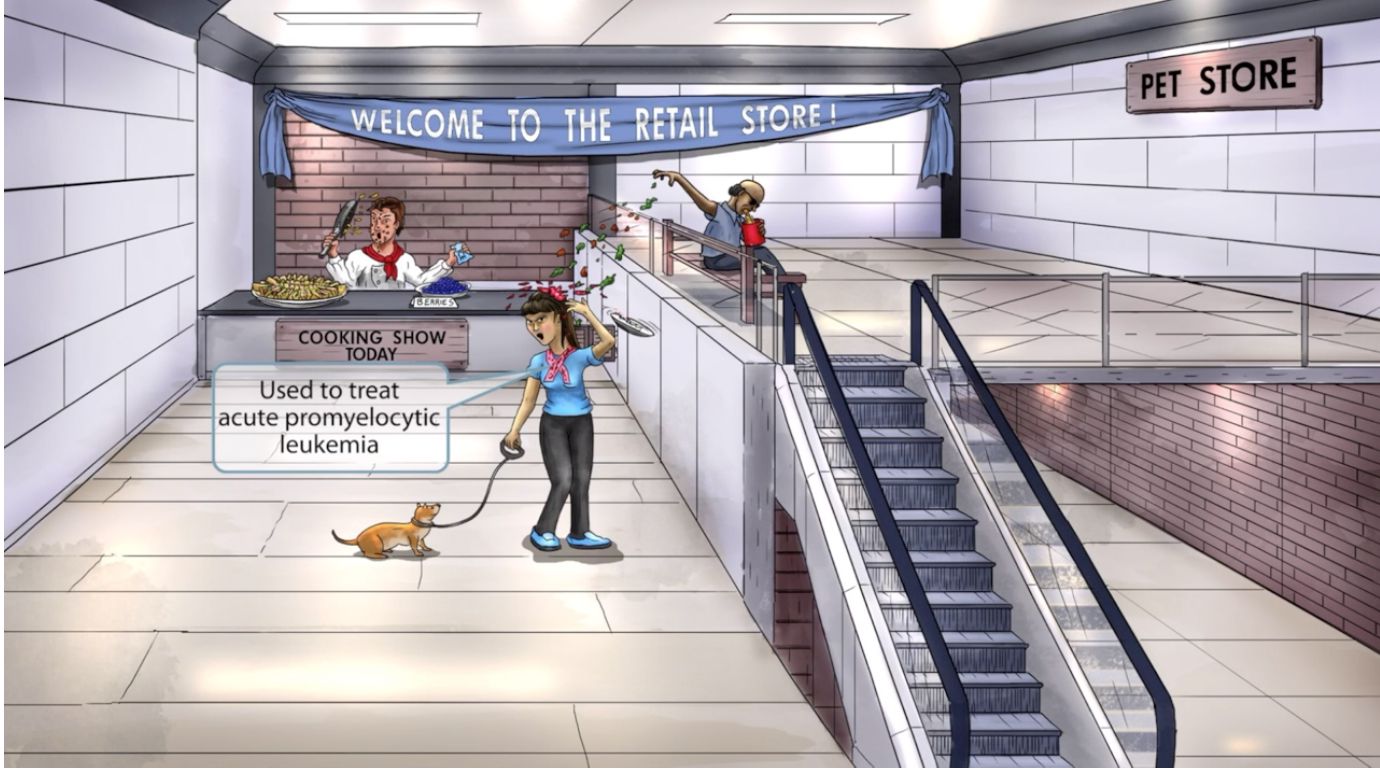 PET STORE
WELCOME TO THE RETAIL STORE!
BERRIES
COOKING SHOW
TODAY
Used to treat
acute promyelocytic
leukemia